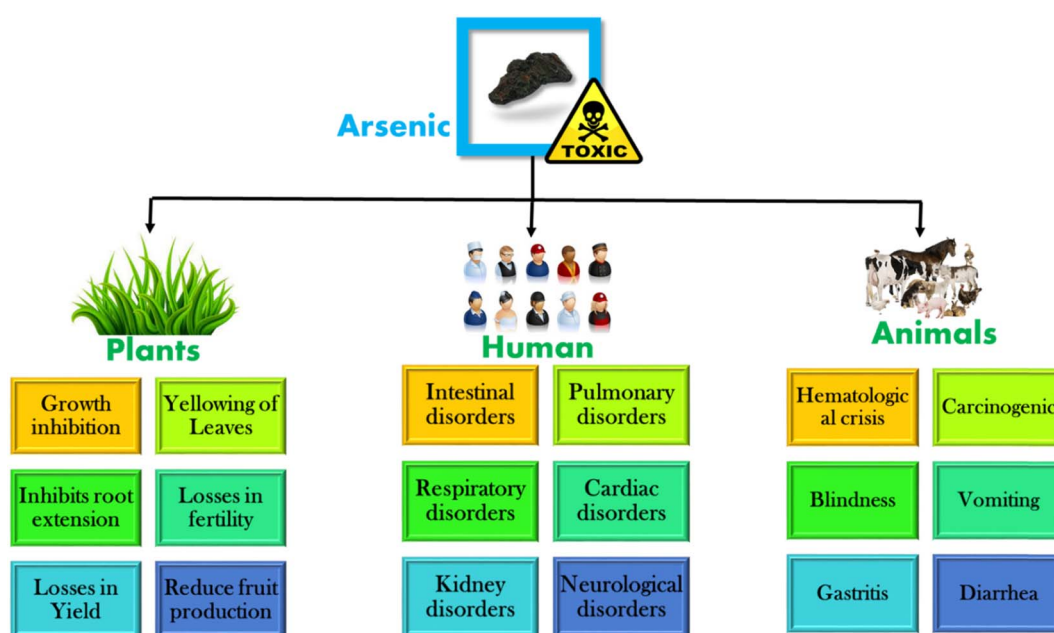 Arsenic
TOXIC
Plants
Human
Animals
Growth
inhibition
Yellowing of
Leaves
Inhibits root
extension
Losses in
fertility
Losses in
Yield
Reduce fruit
production
Intestinal
disorders
Pulmonary
disorders
Respiratory
disorders
Cardiac
disorders
Kidney
disorders
Neurological
disorders
Hematologic
al crisis
Carcinogenic
Blindness
Vomiting
Gastritis
Diarrhea